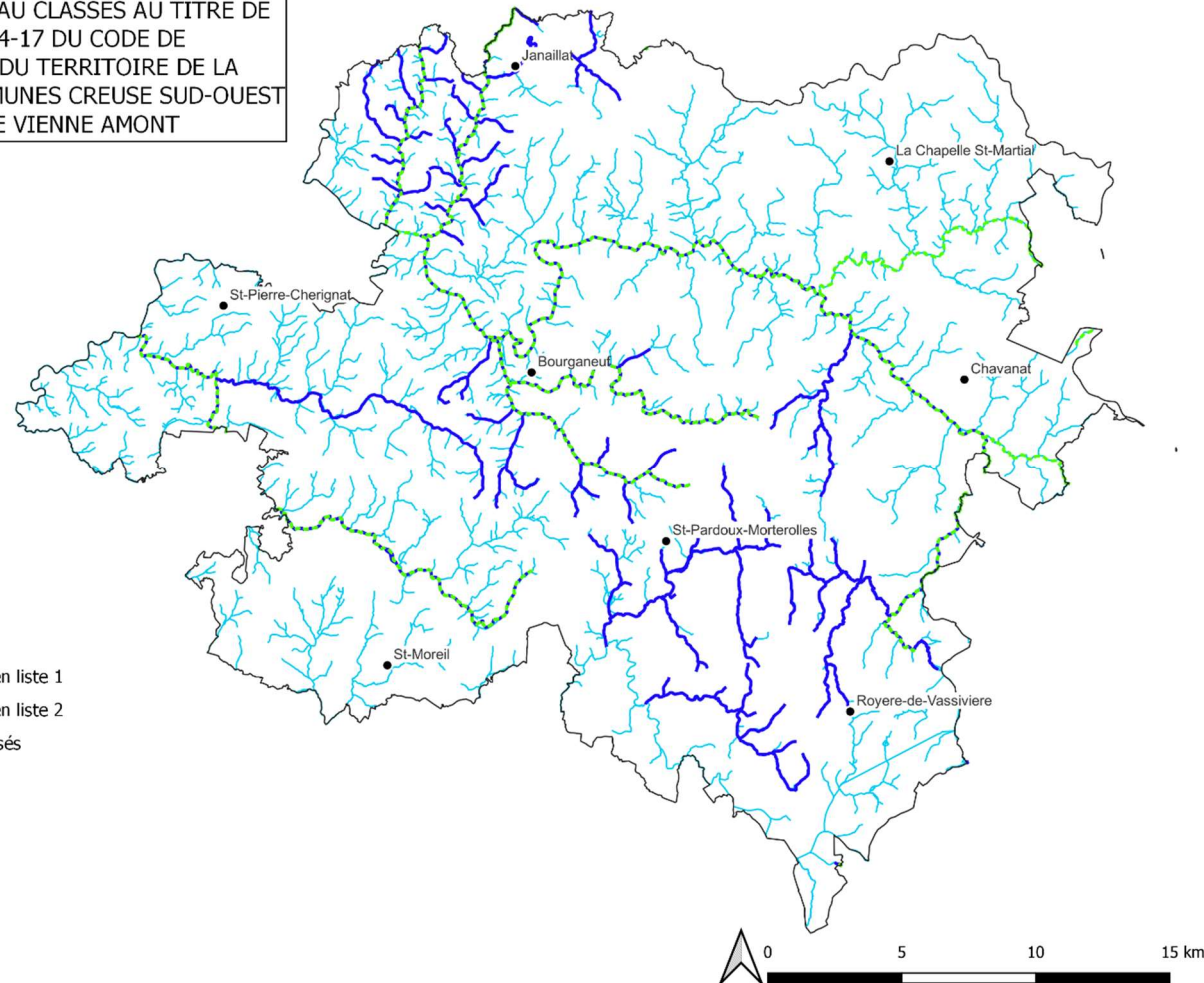 AU CLASSES AU TITRE DE
4-17 DU CODE DE
DU TERRITOIRE DE LA
MUNES CREUSE SUD-OUEST
E VIENNE AMONT
Janaillat
La Chapelle St-Martial
St-Pierre-Cherignat
Bourganeuf
Chavanat
St-Pardoux-Morterolles
St-Moreil
en liste 1
Royere-de-Vassiviere
en liste 2
sés
0 5 10 15 km